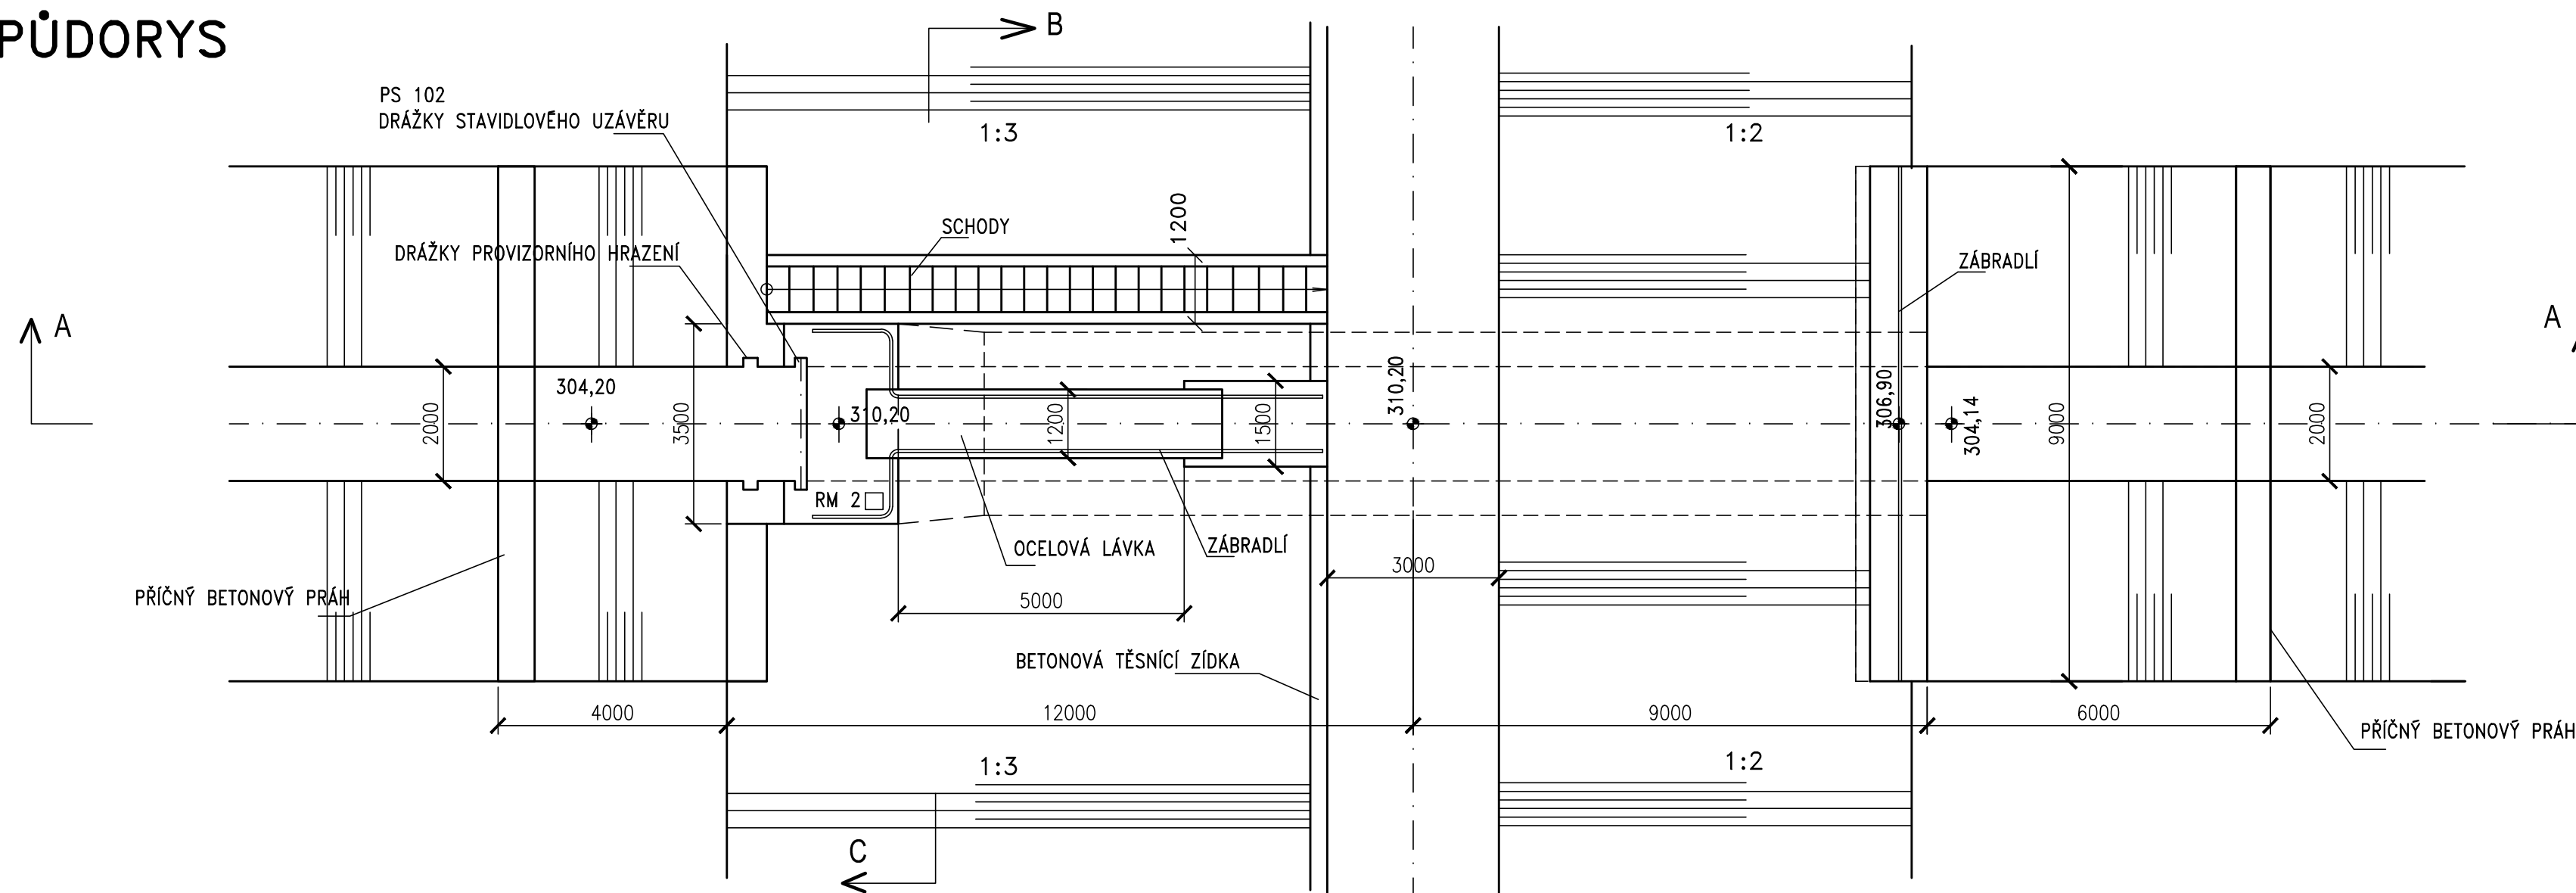 PŮDORYS
B
PS 102
DRÁŽKY STAVIDLOVÉHO UZÁVĚRU
1:3
1:2
1200
SCHODY
DRÁŽKY PROVIZORNÍHO HRAZENÍ
ZÁBRADLÍ
A
A
304,20
310,20
310,20
306,90
304,14
2000
3500
1200
1500
9000
2000
RM 2
OCELOVÁ LÁVKA
ZÁBRADLÍ
3000
PŘÍČNÝ BETONOVÝ PRÁH
5000
BETONOVÁ TĚSNÍCÍ ZÍDKA
4000
12000
9000
6000
PŘÍČNÝ BETONOVÝ PRÁH
1:3
1:2
C